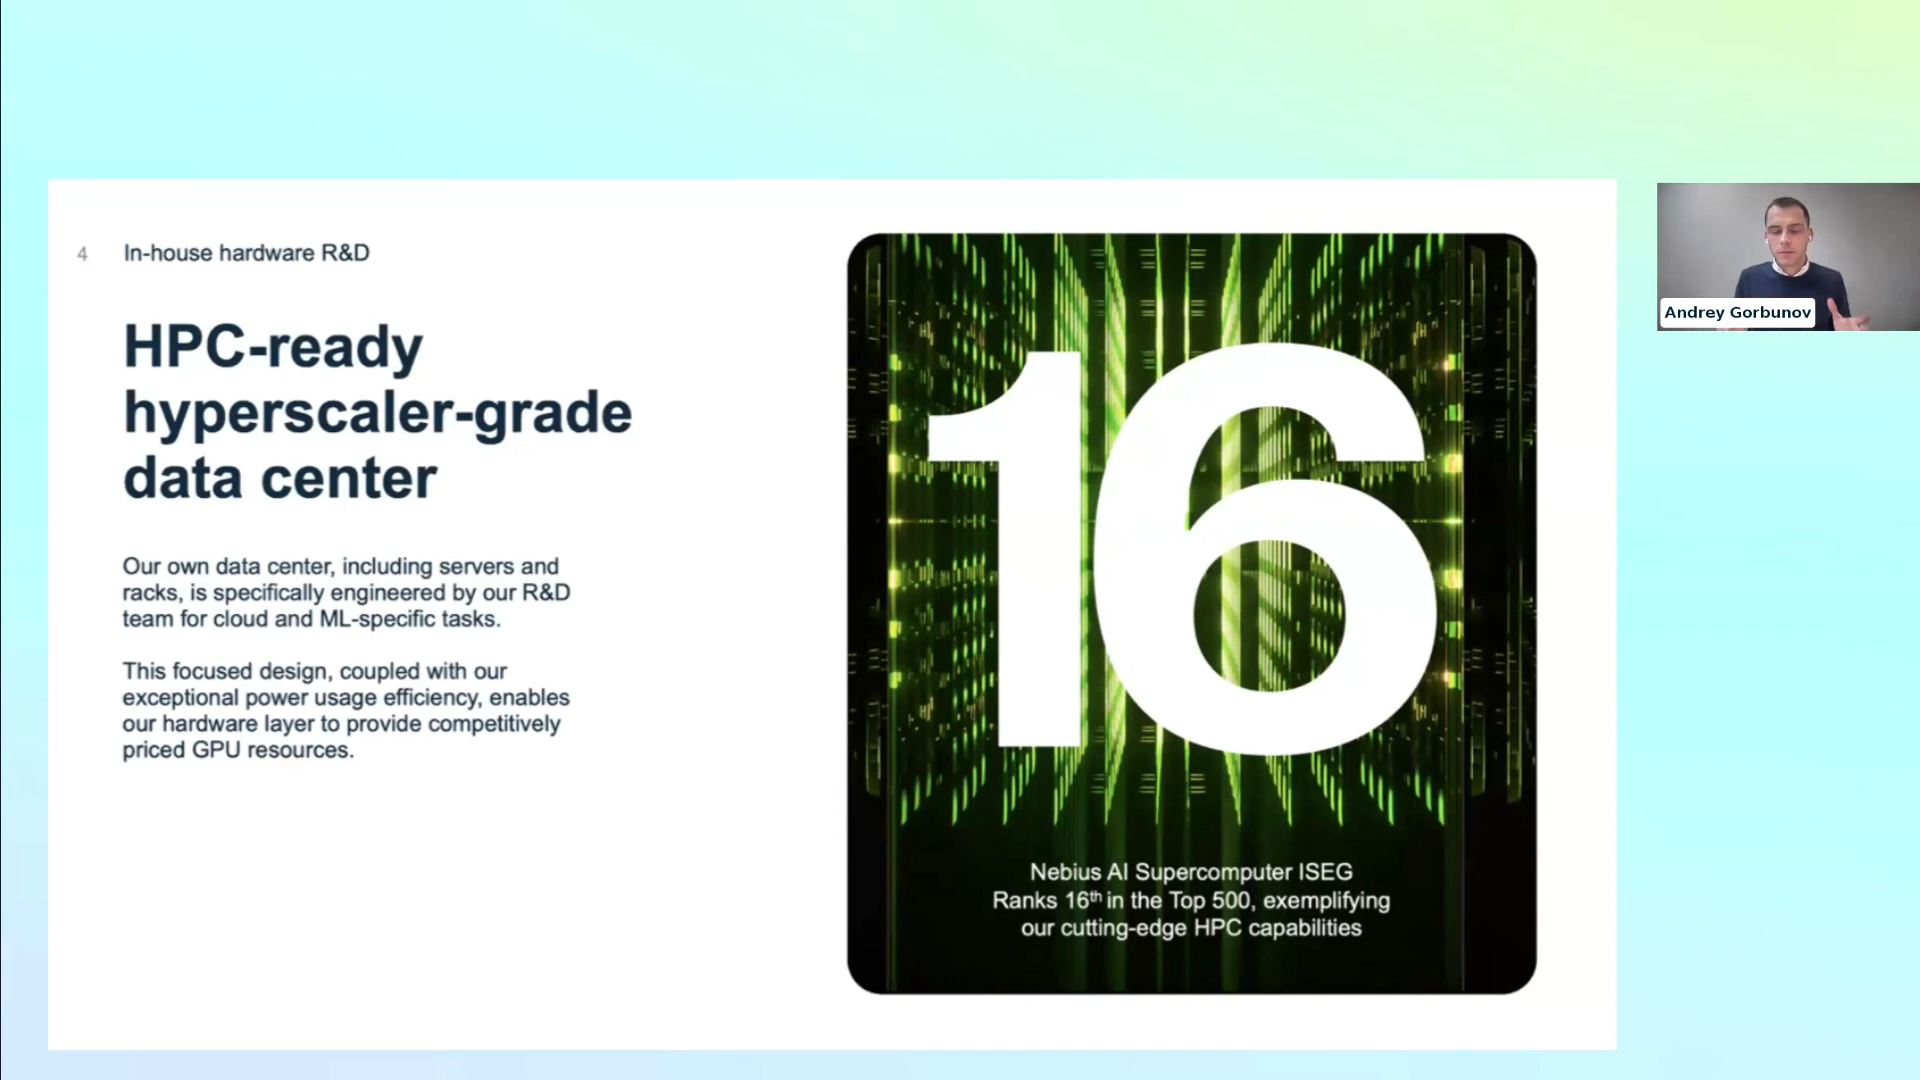 4 In-house hardware R&D
HPC-ready
hyperscaler-grade
data center
Our own data center, including servers and
racks, is specifically engineered by our R&D
team for cloud and ML-specific tasks.
This focused design, coupled with our
exceptional power usage efficiency, enables
our hardware layer to provide competitively
priced GPU resources.
16
Nebius AI Supercomputer ISEG
Ranks 16th in the Top 500, exemplifying
our cutting-edge HPC capabilities
Andrey Gorbunov